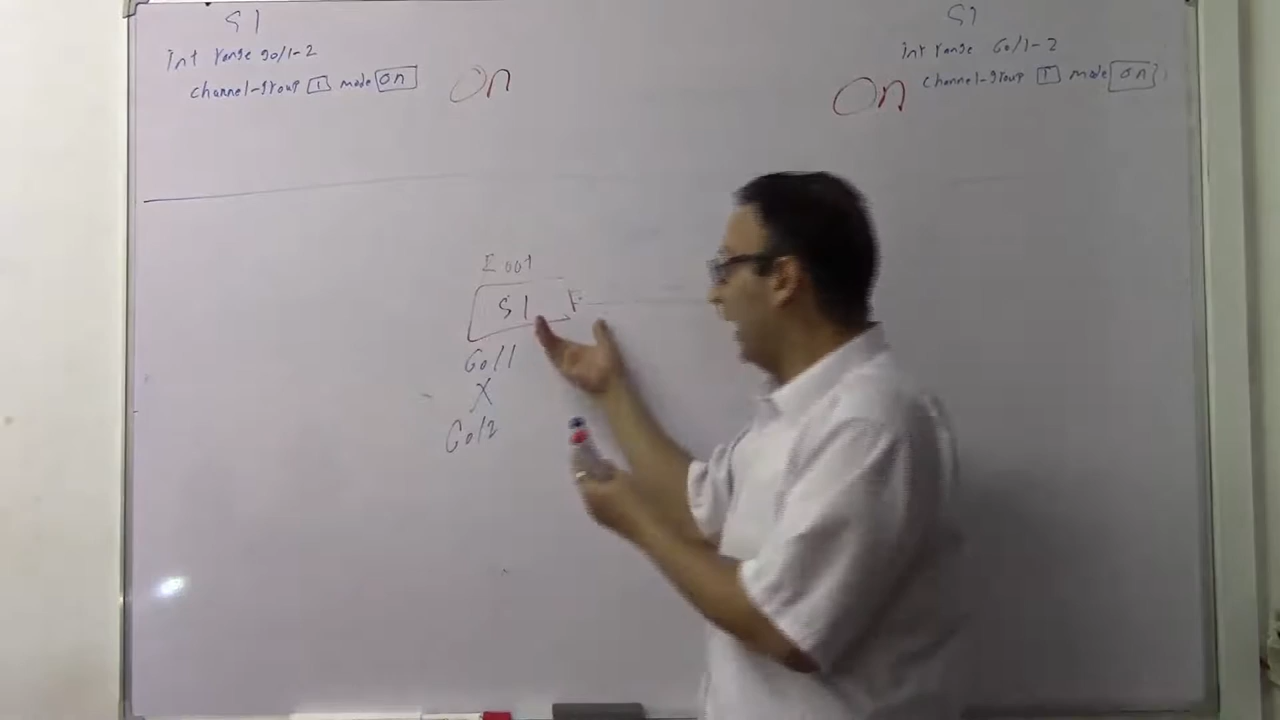 S1
int range go/1-2
channel-group 1 mode on
On
S1
int range Go/1-2
channel-group 1 mode on
On
Root
S1
F
Go/1
X
Go/2